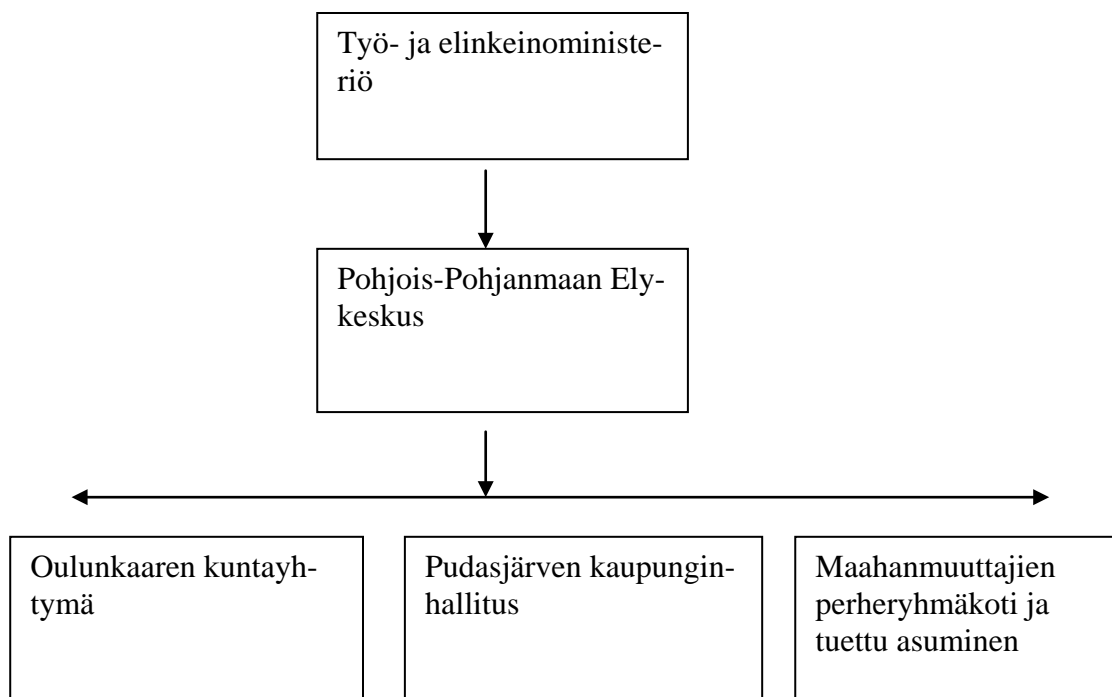 Työ- ja elinkeinoministe-
riö
Pohjois-Pohjanmaan Ely-
keskus
Oulunkaaren kuntayh-
tymä
Pudasjärven kaupungin-
hallitus
Maahanmuuttajien
perheryhmäkoti ja
tuettu asuminen